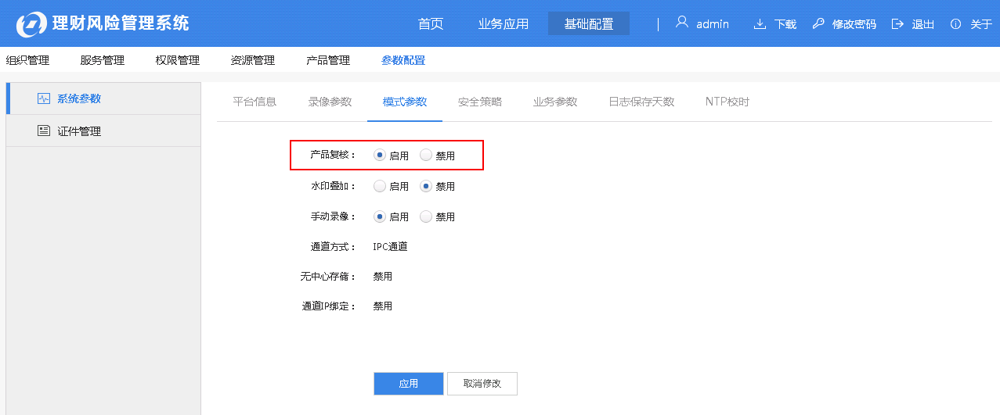 理财风险管理系统 首页 业务应用 基础配置 admin 下载 修改密码 退出 关于
组织管理 服务管理 权限管理 资源管理 产品管理 参数配置
系统参数
证件管理
平台信息 录像参数 模式参数 安全策略 业务参数 日志保存天数 NTP校时
产品复核： 启用 禁用
水印叠加： 启用 禁用
手动录像： 启用 禁用
通道方式： IPC通道
无中心存储： 禁用
通道IP绑定： 禁用
应用 取消修改